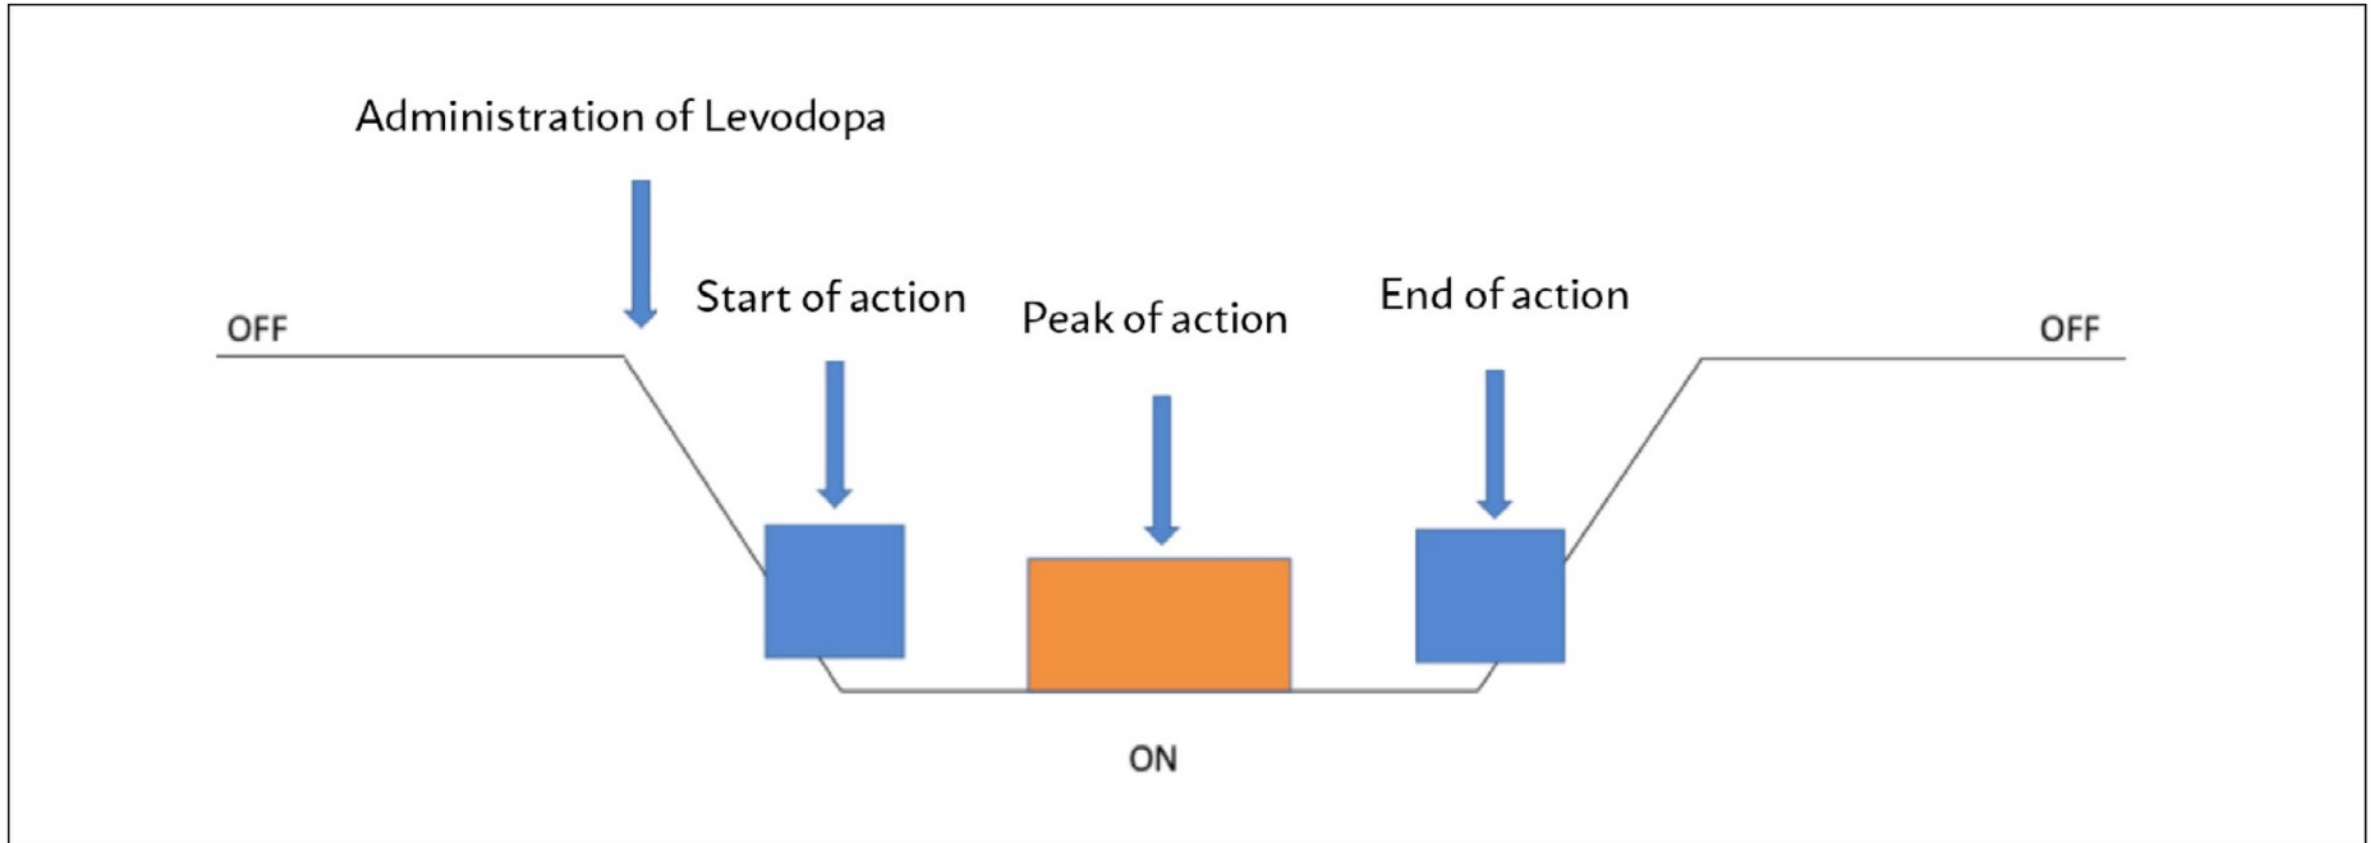 Administration of Levodopa
Start of action
End of action
Peak of action
OFF
OFF
ON